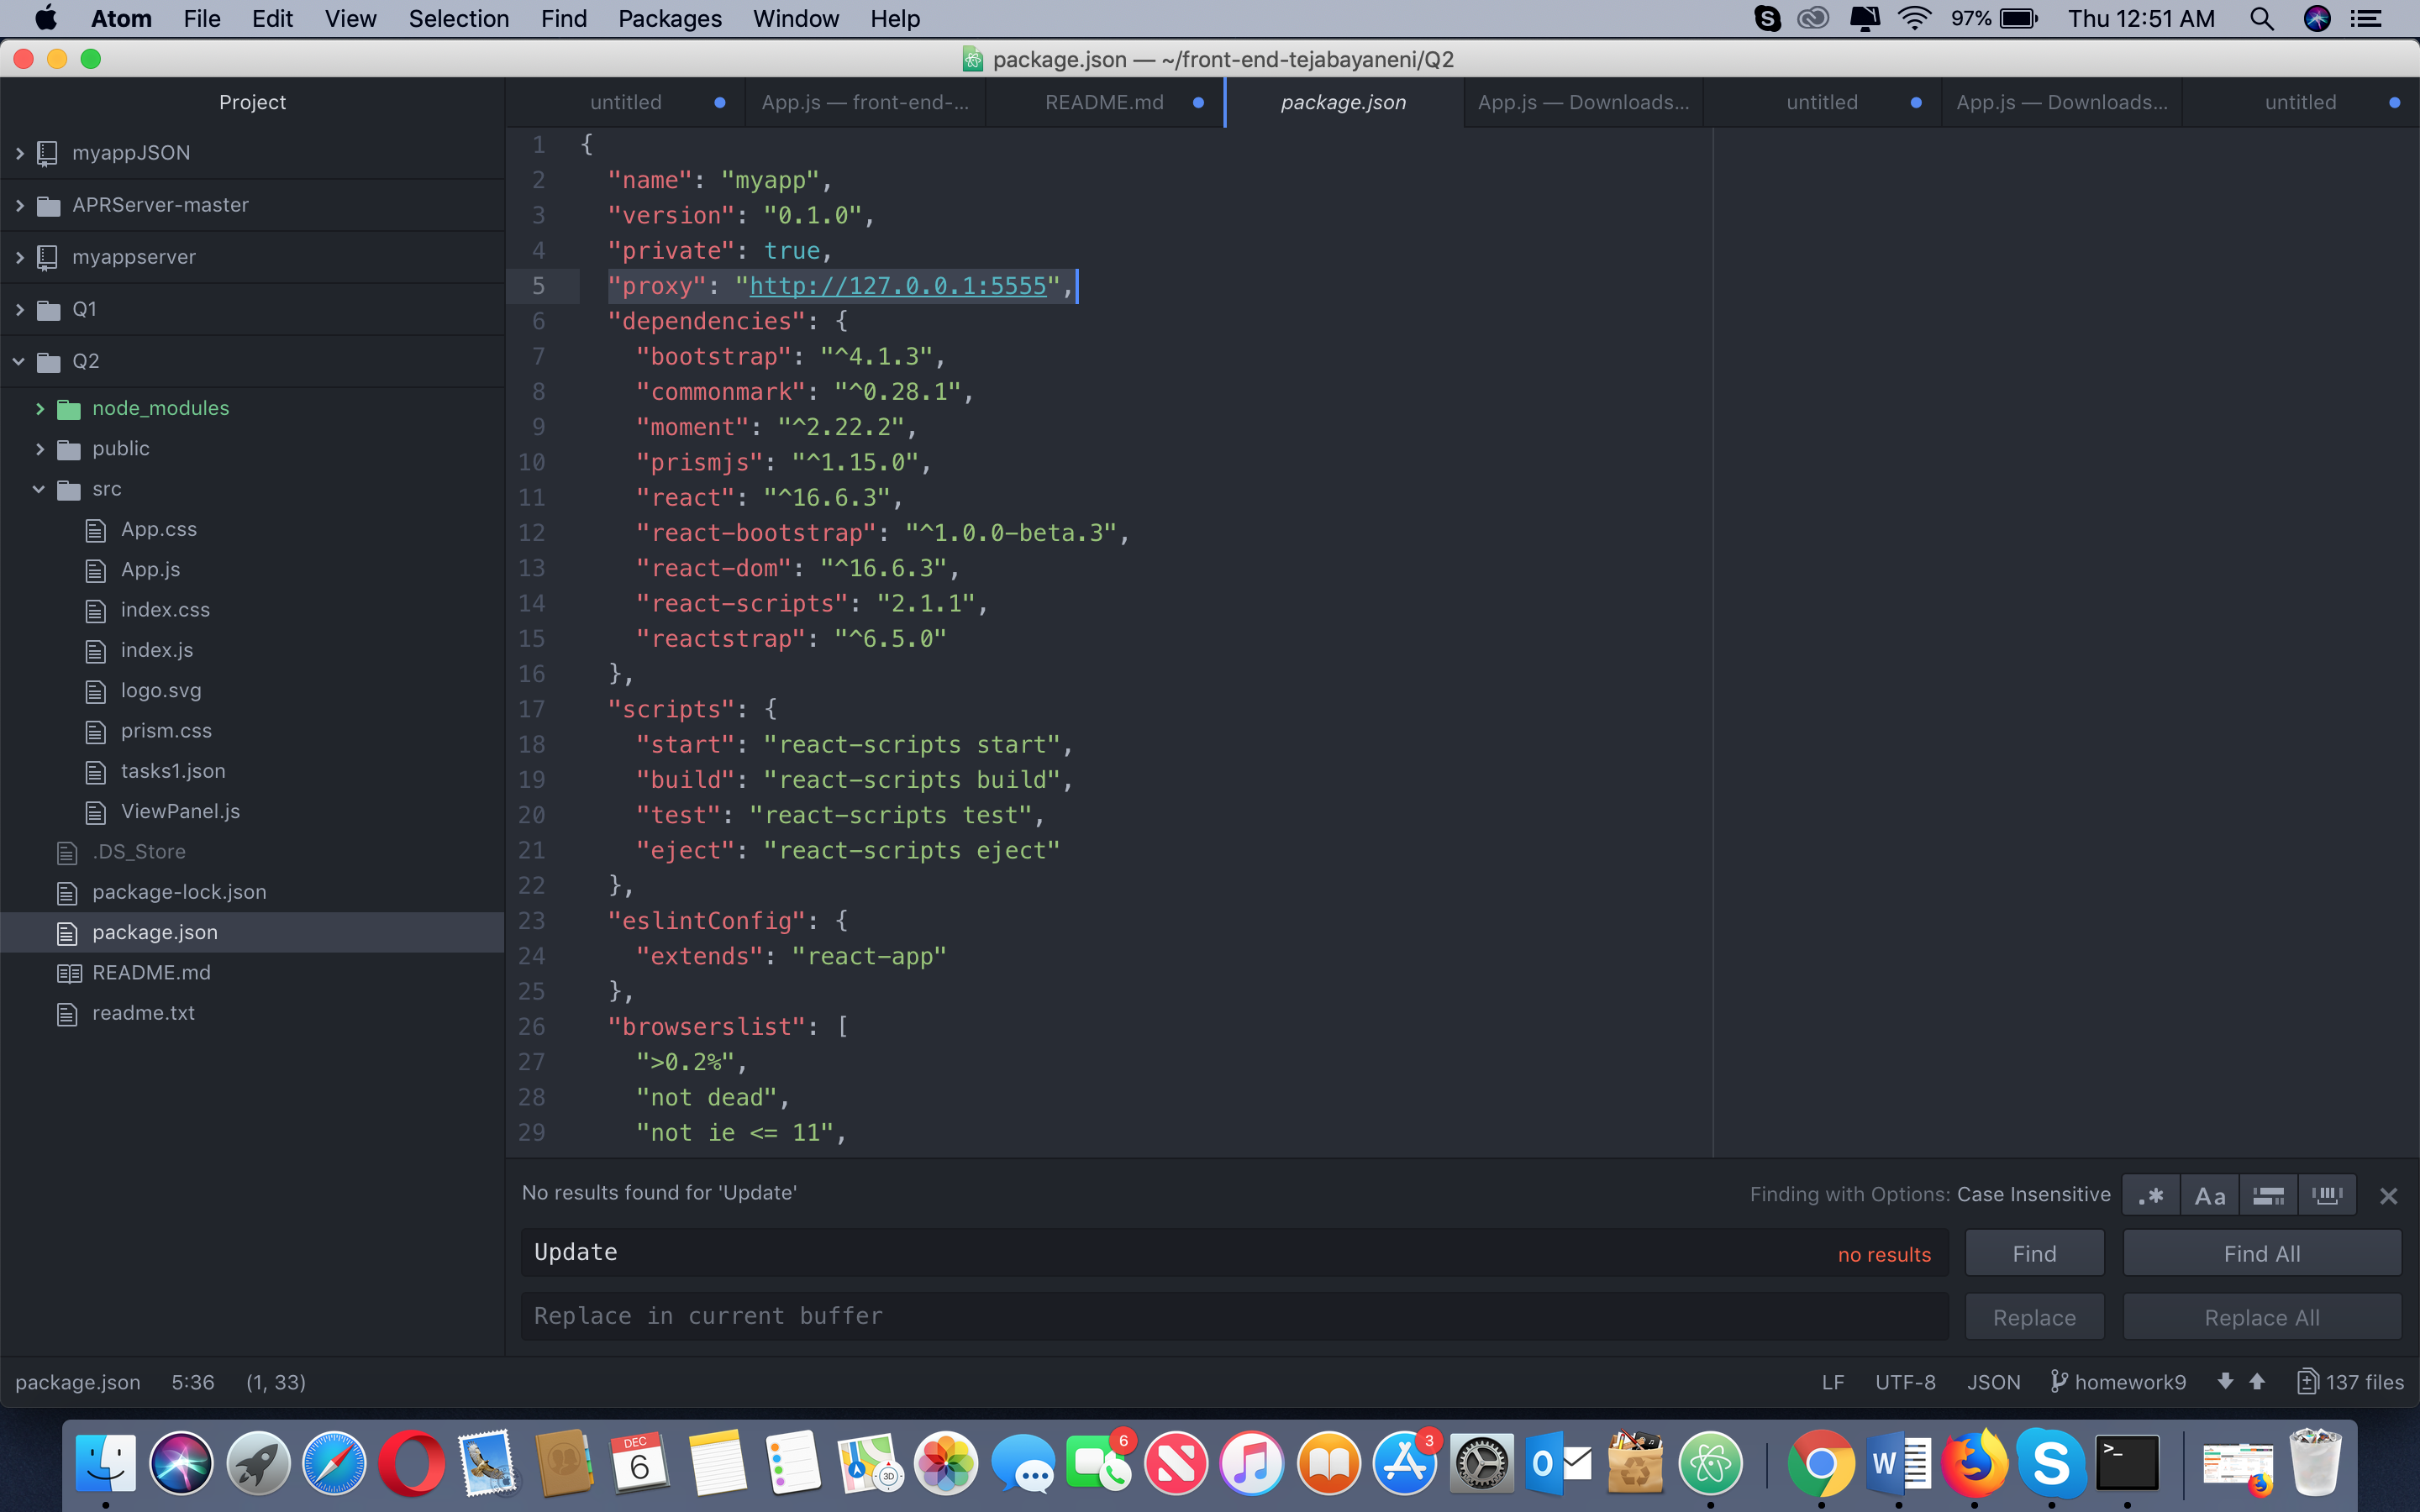 Atom File Edit View Selection Find Packages Window Help
97% Thu 12:51 AM
package.json — ~/front-end-tejabayaneni/Q2
Project
untitled
App.js — front-end-...
README.md
package.json
App.js — Downloads...
untitled
App.js — Downloads...
untitled
myappJSON
APRServer-master
myappserver
Q1
Q2
node_modules
public
src
App.css
App.js
index.css
index.js
logo.svg
prism.css
tasks1.json
ViewPanel.js
.DS_Store
package-lock.json
package.json
README.md
readme.txt
1 {
2 "name": "myapp",
3 "version": "0.1.0",
4 "private": true,
5 "proxy": "http://127.0.0.1:5555",
6 "dependencies": {
7 "bootstrap": "^4.1.3",
8 "commonmark": "^0.28.1",
9 "moment": "^2.22.2",
10 "prismjs": "^1.15.0",
11 "react": "^16.6.3",
12 "react-bootstrap": "^1.0.0-beta.3",
13 "react-dom": "^16.6.3",
14 "react-scripts": "2.1.1",
15 "reactstrap": "^6.5.0"
16 },
17 "scripts": {
18 "start": "react-scripts start",
19 "build": "react-scripts build",
20 "test": "react-scripts test",
21 "eject": "react-scripts eject"
22 },
23 "eslintConfig": {
24 "extends": "react-app"
25 },
26 "browserslist": [
27 ">0.2%",
28 "not dead",
29 "not ie <= 11",
No results found for 'Update'
Finding with Options: Case Insensitive
.* Aa
Update
no results
Find
Find All
Replace in current buffer
Replace
Replace All
package.json 5:36 (1, 33)
LF UTF-8 JSON homework9 137 files
DEC
6
3D
6
3
O
W
S
>_